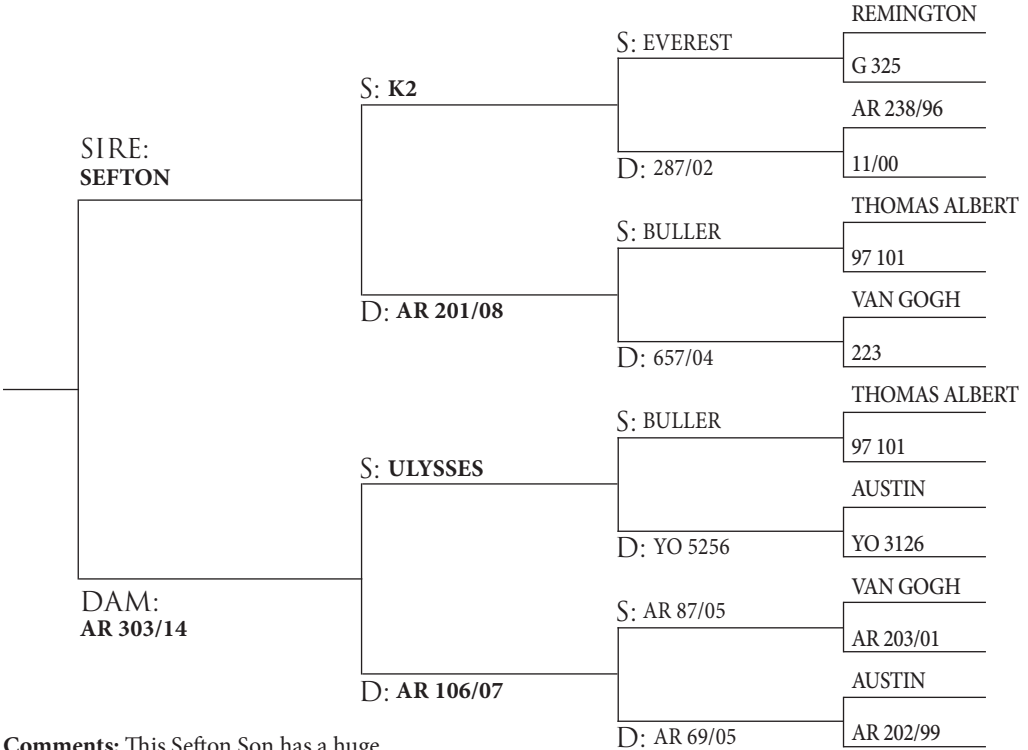 REMINGTON
S: EVEREST
G 325
S: K2
AR 238/96
D: 287/02
11/00
SIRE:
SEFTON
THOMAS ALBERT
S: BULLER
97 101
D: AR 201/08
VAN GOGH
D: 657/04
223
THOMAS ALBERT
S: BULLER
97 101
S: ULYSSES
AUSTIN
D: YO 5256
YO 3126
DAM:
AR 303/14
VAN GOGH
S: AR 87/05
AR 203/01
D: AR 106/07
AUSTIN
D: AR 69/05
AR 202/99
Comments: This Sefton Son has a huge